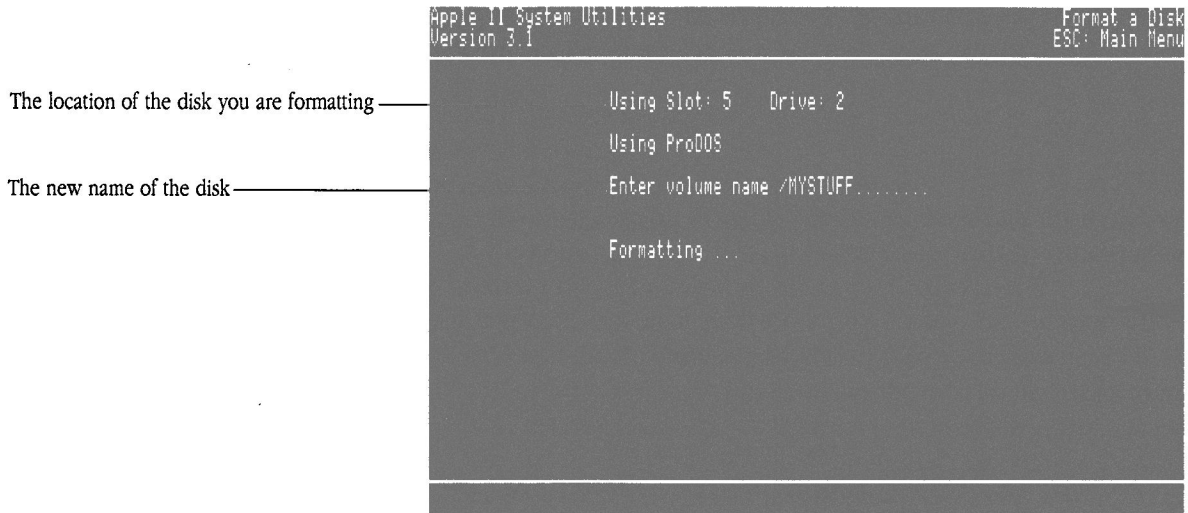 Apple II System Utilities
Version 3.1
Format a Disk
ESC: Main Menu
The location of the disk you are formatting
Using Slot: 5 Drive: 2
Using ProDOS
The new name of the disk
Enter volume name /MYSTUFF........
Formatting ...